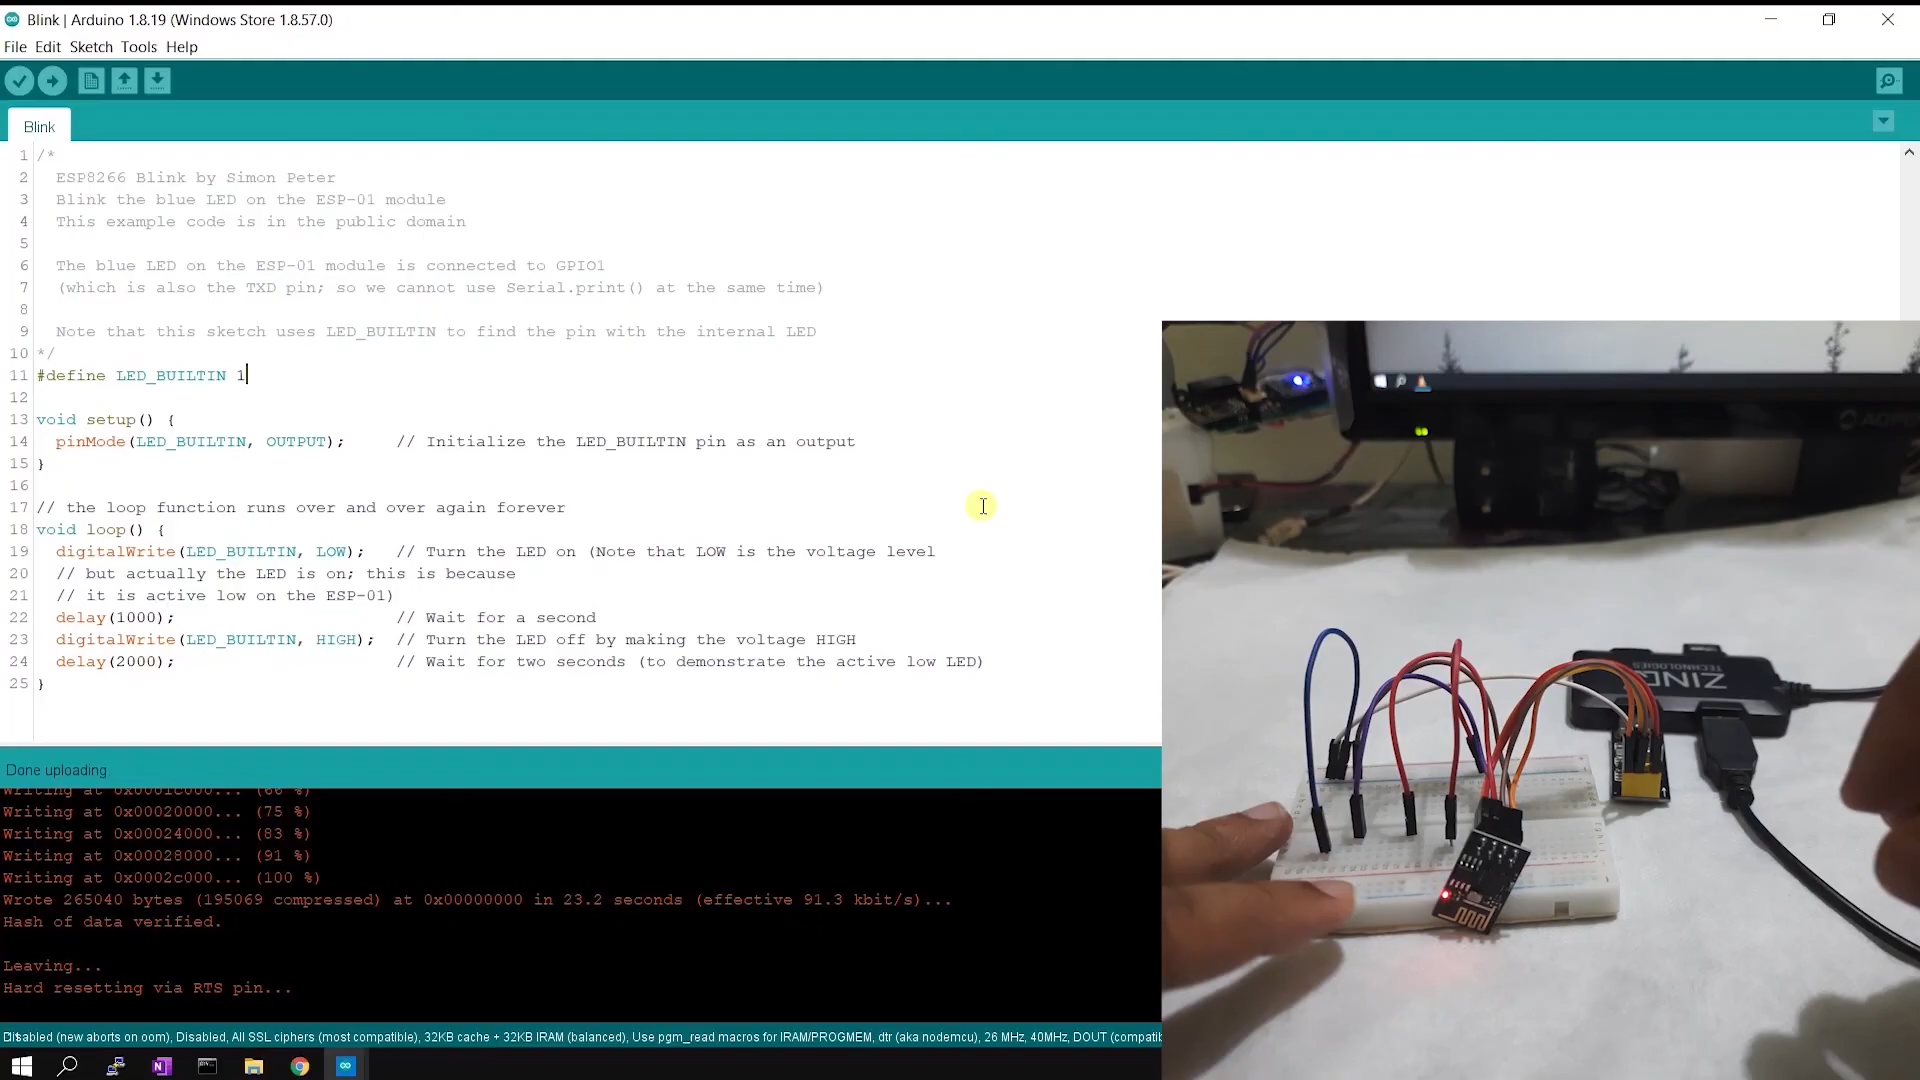 Blink | Arduino 1.8.19 (Windows Store 1.8.57.0)
File Edit Sketch Tools Help
Blink
1 /*
2 ESP8266 Blink by Simon Peter
3 Blink the blue LED on the ESP-01 module
4 This example code is in the public domain
5
6 The blue LED on the ESP-01 module is connected to GPIO1
7 (which is also the TXD pin; so we cannot use Serial.print() at the same time)
8
9 Note that this sketch uses LED_BUILTIN to find the pin with the internal LED
10 */
11 #define LED_BUILTIN 1
12
13 void setup() {
14 pinMode(LED_BUILTIN, OUTPUT); // Initialize the LED_BUILTIN pin as an output
15 }
16
17 // the loop function runs over and over again forever
18 void loop() {
19 digitalWrite(LED_BUILTIN, LOW); // Turn the LED on (Note that LOW is the voltage level
20 // but actually the LED is on; this is because
21 // it is active low on the ESP-01)
22 delay(1000); // Wait for a second
23 digitalWrite(LED_BUILTIN, HIGH); // Turn the LED off by making the voltage HIGH
24 delay(2000); // Wait for two seconds (to demonstrate the active low LED)
25 }
ZINQ
TECHNOLOGIES
Done uploading.
Writing at 0x0001c000... (66 %)
Writing at 0x00020000... (75 %)
Writing at 0x00024000... (83 %)
Writing at 0x00028000... (91 %)
Writing at 0x0002c000... (100 %)
Wrote 265040 bytes (195069 compressed) at 0x00000000 in 23.2 seconds (effective 91.3 kbit/s)...
Hash of data verified.
Leaving...
Hard resetting via RTS pin...
(new aborts on oom), Disabled, All SSL ciphers (most compatible), 32KB cache + 32KB IRAM (balanced), Use pgm_read macros for IRAM/PROGMEM, dtr (aka nodemcu), 26 MHz, 40MHz, DOUT (compatib